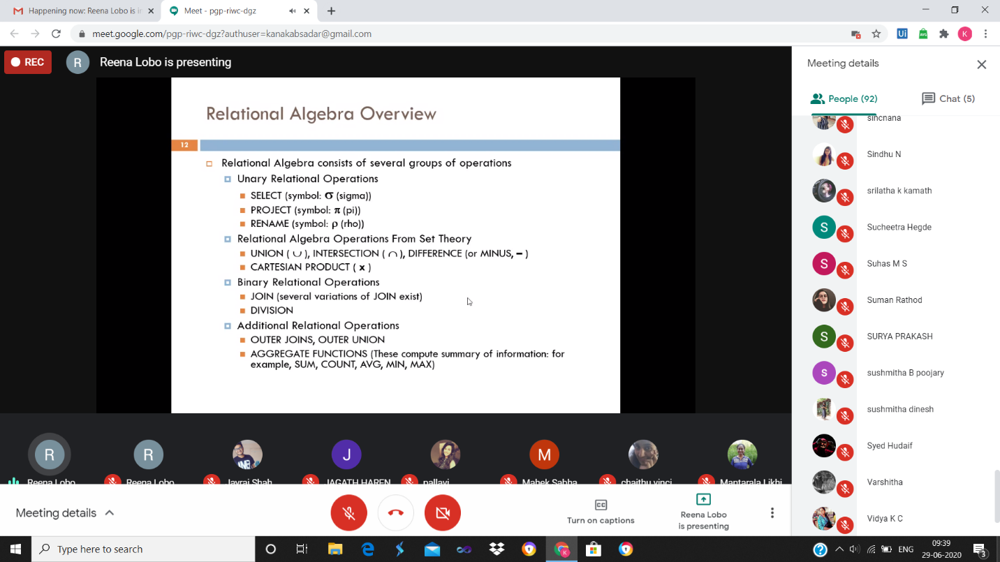 Happening now: Reena Lobo is in
Meet - pgp-riwc-dgz
meet.google.com/pgp-riwc-dgz?authuser=kanakabsadar@gmail.com
Ui
AVG
K
REC
R
Reena Lobo is presenting
Relational Algebra Overview
12
Relational Algebra consists of several groups of operations
Unary Relational Operations
SELECT (symbol: σ (sigma))
PROJECT (symbol: π (pi))
RENAME (symbol: ρ (rho))
Relational Algebra Operations From Set Theory
UNION ( ∪ ), INTERSECTION ( ∩ ), DIFFERENCE (or MINUS, − )
CARTESIAN PRODUCT ( x )
Binary Relational Operations
JOIN (several variations of JOIN exist)
DIVISION
Additional Relational Operations
OUTER JOINS, OUTER UNION
AGGREGATE FUNCTIONS (These compute summary of information: for
example, SUM, COUNT, AVG, MIN, MAX)
R
R
J
M
Reena Lobo
Reena Lobo
Jayraj Shah
JAGATH HAREN
pallavi
Mahek Sabha
chaithu vinci
Mantarala Likhi
Meeting details
People (92)
Chat (5)
sinchana
Sindhu N
srilatha k kamath
S
Sucheetra Hegde
S
Suhas M S
Suman Rathod
S
SURYA PRAKASH
s
sushmitha B poojary
sushmitha dinesh
Syed Hudaif
Varshitha
Vidya K C
Meeting details
CC
Turn on captions
Reena Lobo
is presenting
Type here to search
K
ENG
09:39
29-06-2020
3